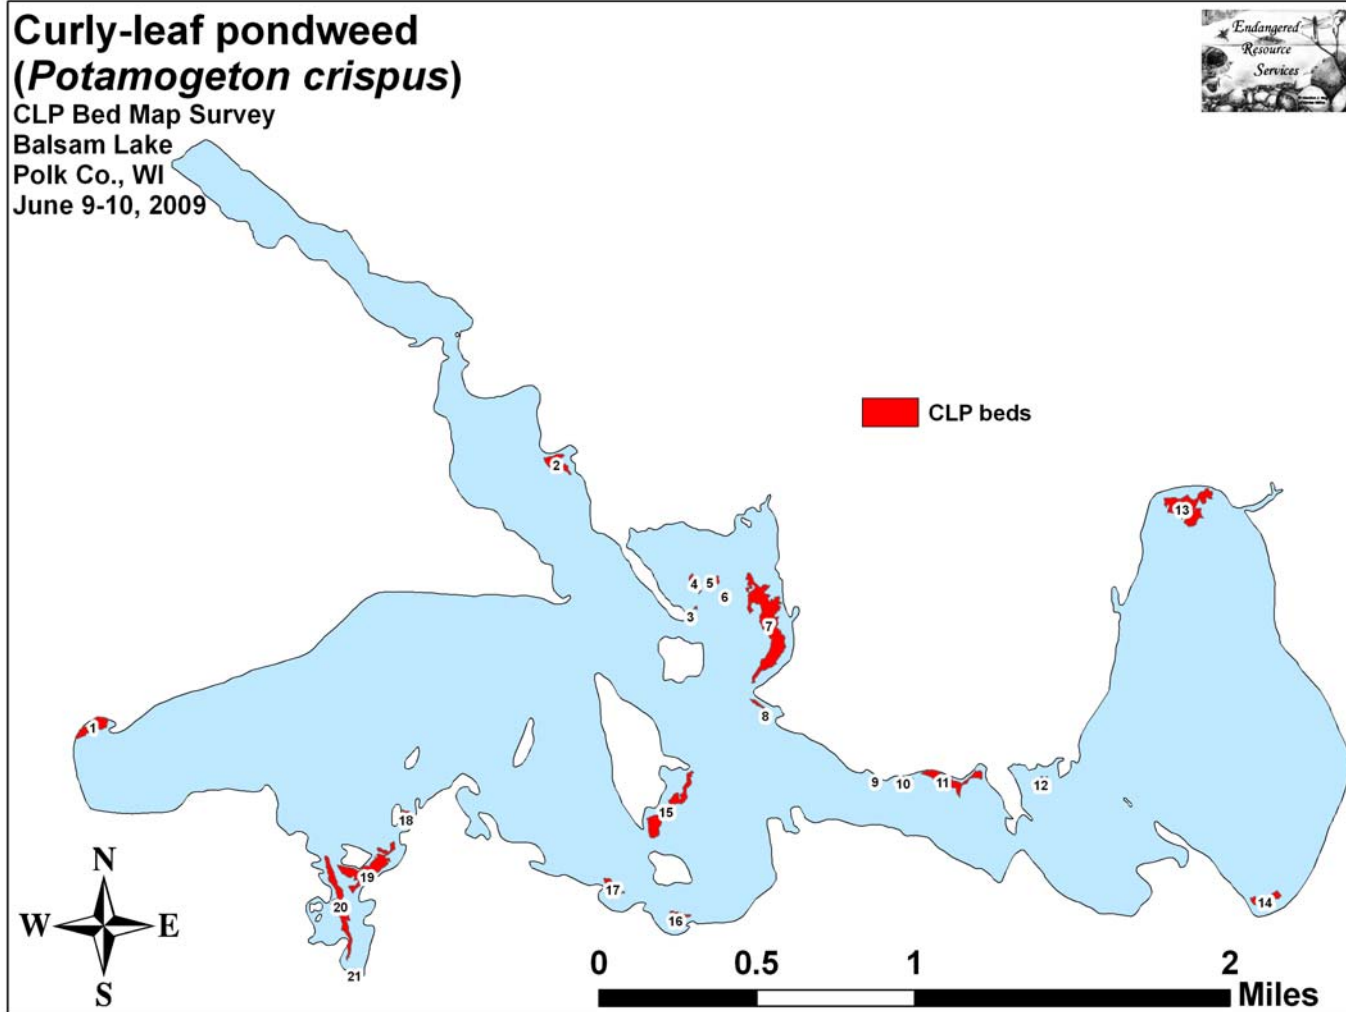 Curly-leaf pondweed
(Potamogeton crispus)
CLP Bed Map Survey
Balsam Lake
Polk Co., WI
June 9-10, 2009
Endangered
Resource
Services
CLP beds
2
13
4 5
6
3
7
8
1
9 10 11 12
15
18
19
17
20
16
14
21
N
W E
S
0 0.5 1 2
Miles